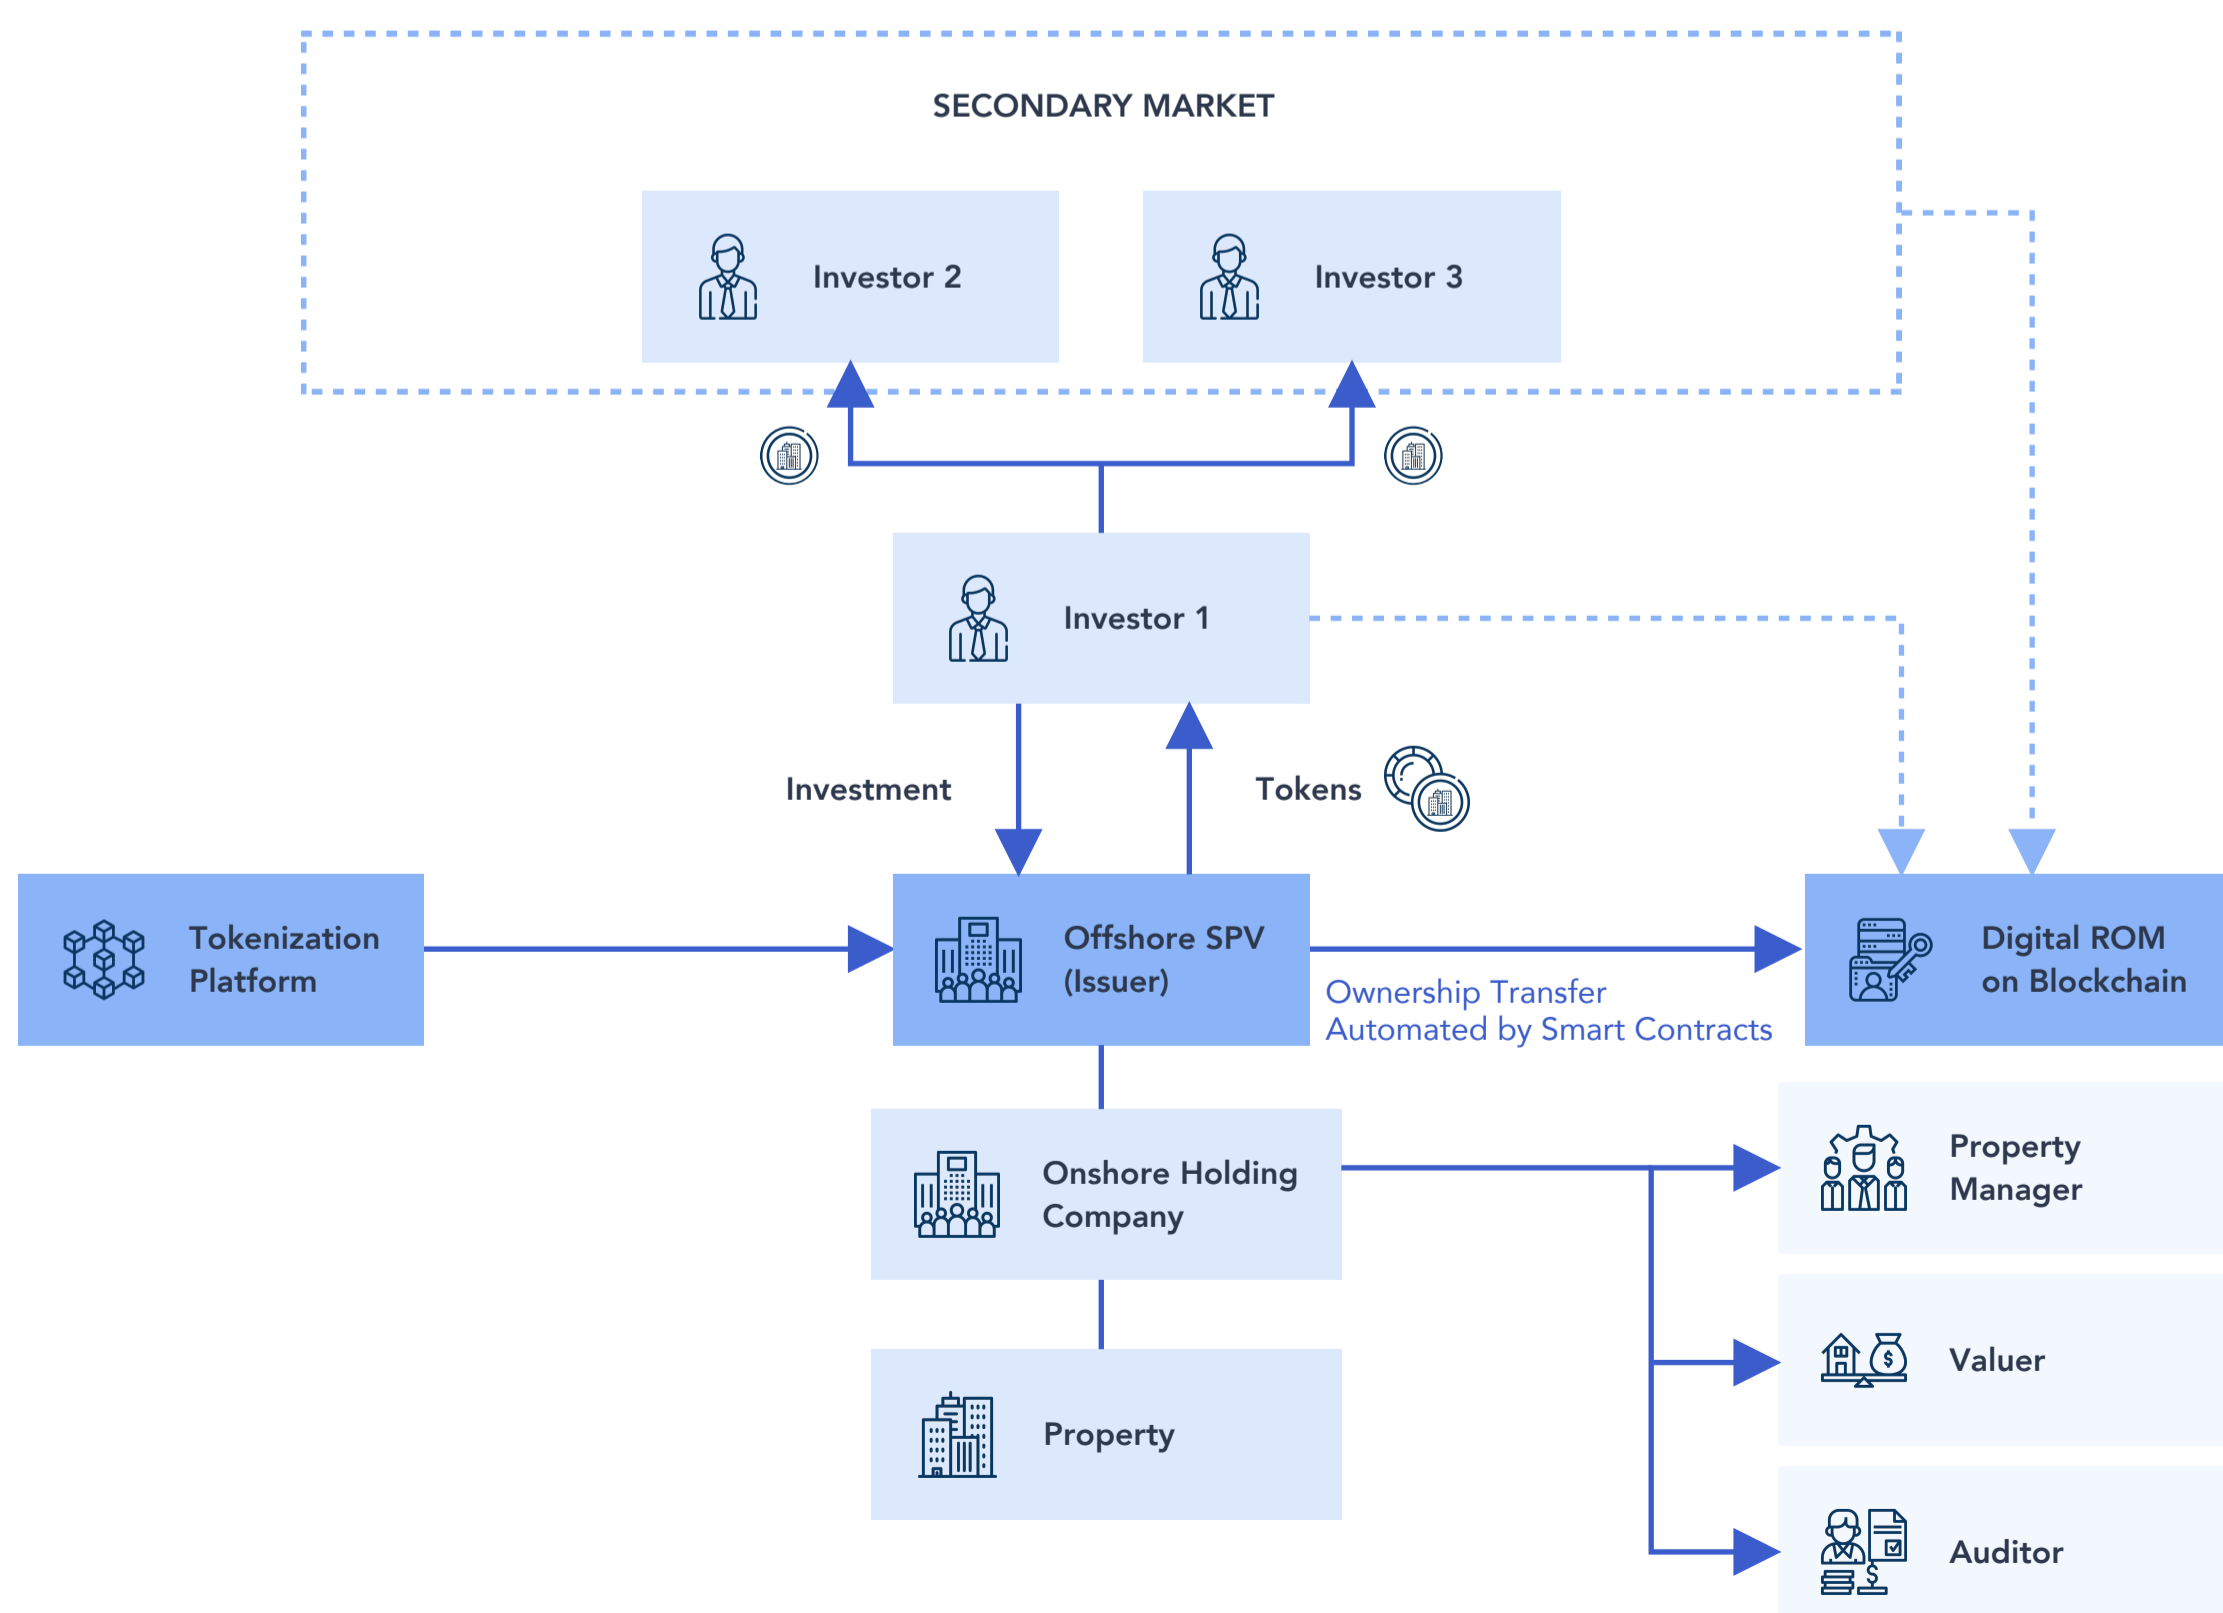 SECONDARY MARKET
Investor 2
Investor 3
Investor 1
Investment
Tokens
Tokenization
Platform
Offshore SPV
(Issuer)
Ownership Transfer
Automated by Smart Contracts
Digital ROM
on Blockchain
Onshore Holding
Company
Property
Manager
Valuer
Property
Auditor